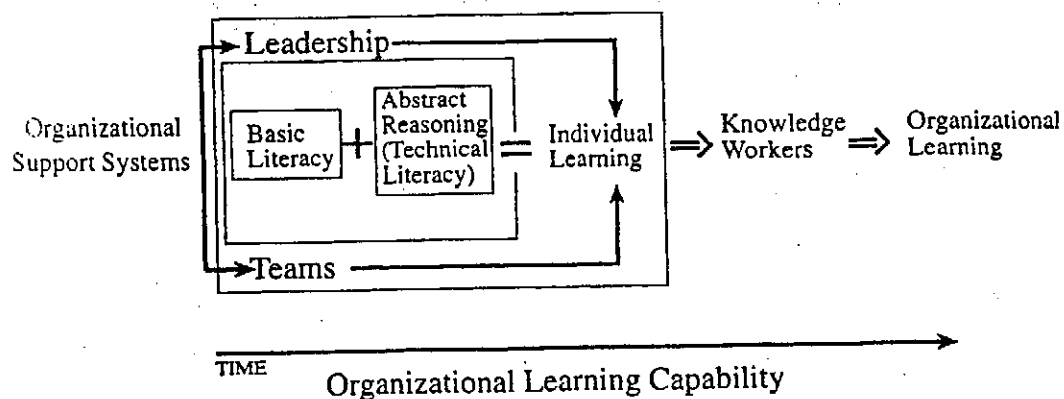 Leadership
Organizational
Support Systems
Basic
Literacy
+
Abstract
Reasoning
(Technical
Literacy)
=
Individual
Learning
Knowledge
Workers
Organizational
Learning
Teams
TIME
Organizational Learning Capability